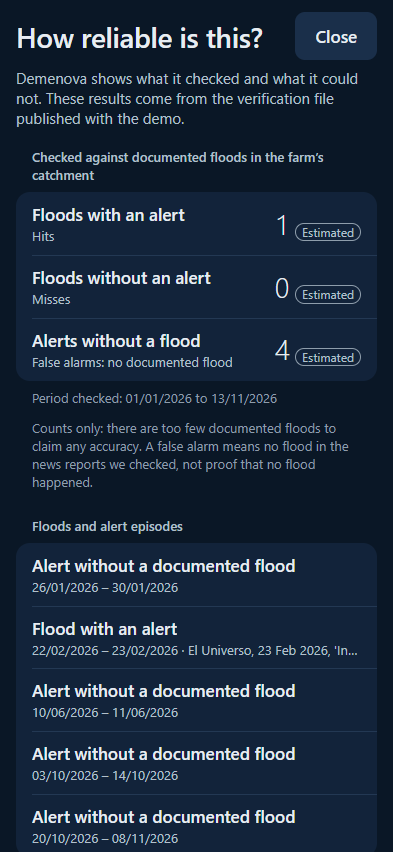 How reliable is this?
Close
Demenova shows what it checked and what it could
not. These results come from the verification file
published with the demo.
Checked against documented floods in the farm's
catchment
Floods with an alert
Hits
1 Estimated
Floods without an alert
Misses
0 Estimated
Alerts without a flood
False alarms: no documented flood
4 Estimated
Period checked: 01/01/2026 to 13/11/2026
Counts only: there are too few documented floods to
claim any accuracy. A false alarm means no flood in the
news reports we checked, not proof that no flood
happened.
Floods and alert episodes
Alert without a documented flood
26/01/2026 – 30/01/2026
Flood with an alert
22/02/2026 – 23/02/2026 · El Universo, 23 Feb 2026, 'In...
Alert without a documented flood
10/06/2026 – 11/06/2026
Alert without a documented flood
03/10/2026 – 14/10/2026
Alert without a documented flood
20/10/2026 – 08/11/2026